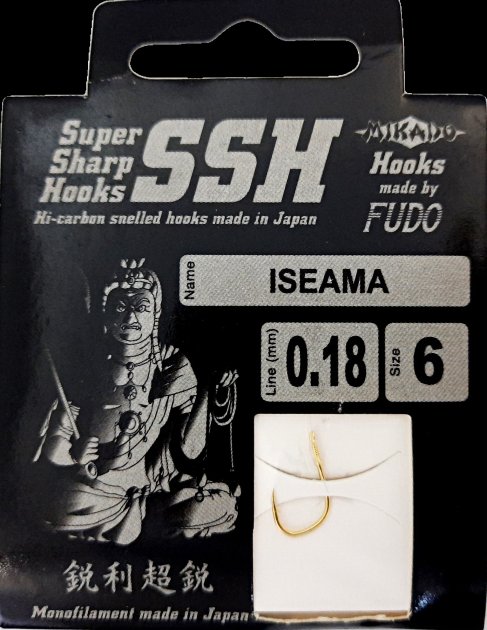 Super
Sharp
Hooks
SSH
Hi-carbon snelled hooks made in Japan
MIKADO
Hooks
made by
FUDO
Name
ISEAMA
Line (mm)
0.18
Size
6
鋭利超鋭
Monofilament made in Japan